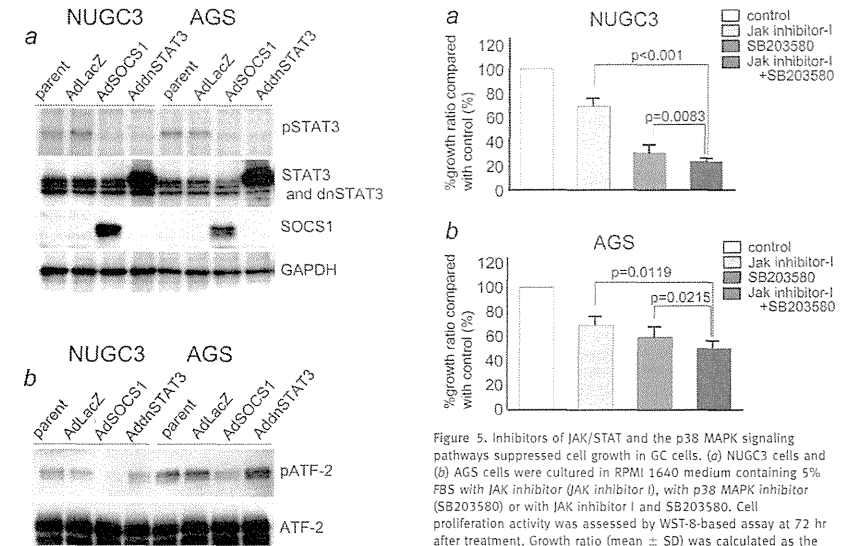 NUGC3 AGS
a
parent AdLacZ AdSOCS1 AddnSTAT3 parent AdLacZ AdSOCS1 AddnSTAT3
pSTAT3
STAT3
and dnSTAT3
SOCS1
GAPDH
NUGC3 AGS
b
parent AdLacZ AdSOCS1 AddnSTAT3 parent AdLacZ AdSOCS1 AddnSTAT3
pATF-2
ATF-2
a
NUGC3
control
Jak inhibitor-I
SB203580
Jak inhibitor-I
+SB203580
%growth ratio compared
with control (%)
120
100
80
60
40
20
0
p<0.001
p=0.0083
b
AGS
control
Jak inhibitor-I
SB203580
Jak inhibitor-I
+SB203580
%growth ratio compared
with control (%)
120
100
80
60
40
20
0
p=0.0119
p=0.0215
Figure 5. Inhibitors of JAK/STAT and the p38 MAPK signaling
pathways suppressed cell growth in GC cells. (a) NUGC3 cells and
(b) AGS cells were cultured in RPMI 1640 medium containing 5%
FBS with JAK inhibitor (JAK inhibitor I), with p38 MAPK inhibitor
(SB203580) or with JAK inhibitor I and SB203580. Cell
proliferation activity was assessed by WST-8-based assay at 72 hr
after treatment. Growth ratio (mean ± SD) was calculated as the